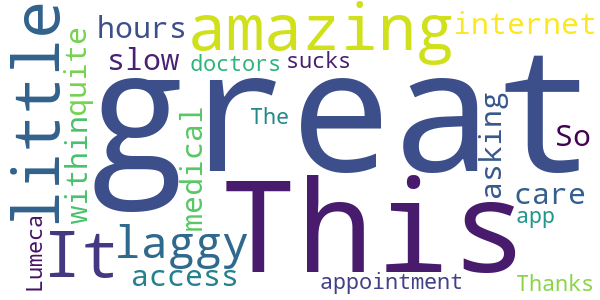 little
hours
slow
amazing
internet
doctors
sucks
withinquite
great
The
medical
asking
So
This
care
app
Lumeca
It
laggy
access
appointment
Thanks